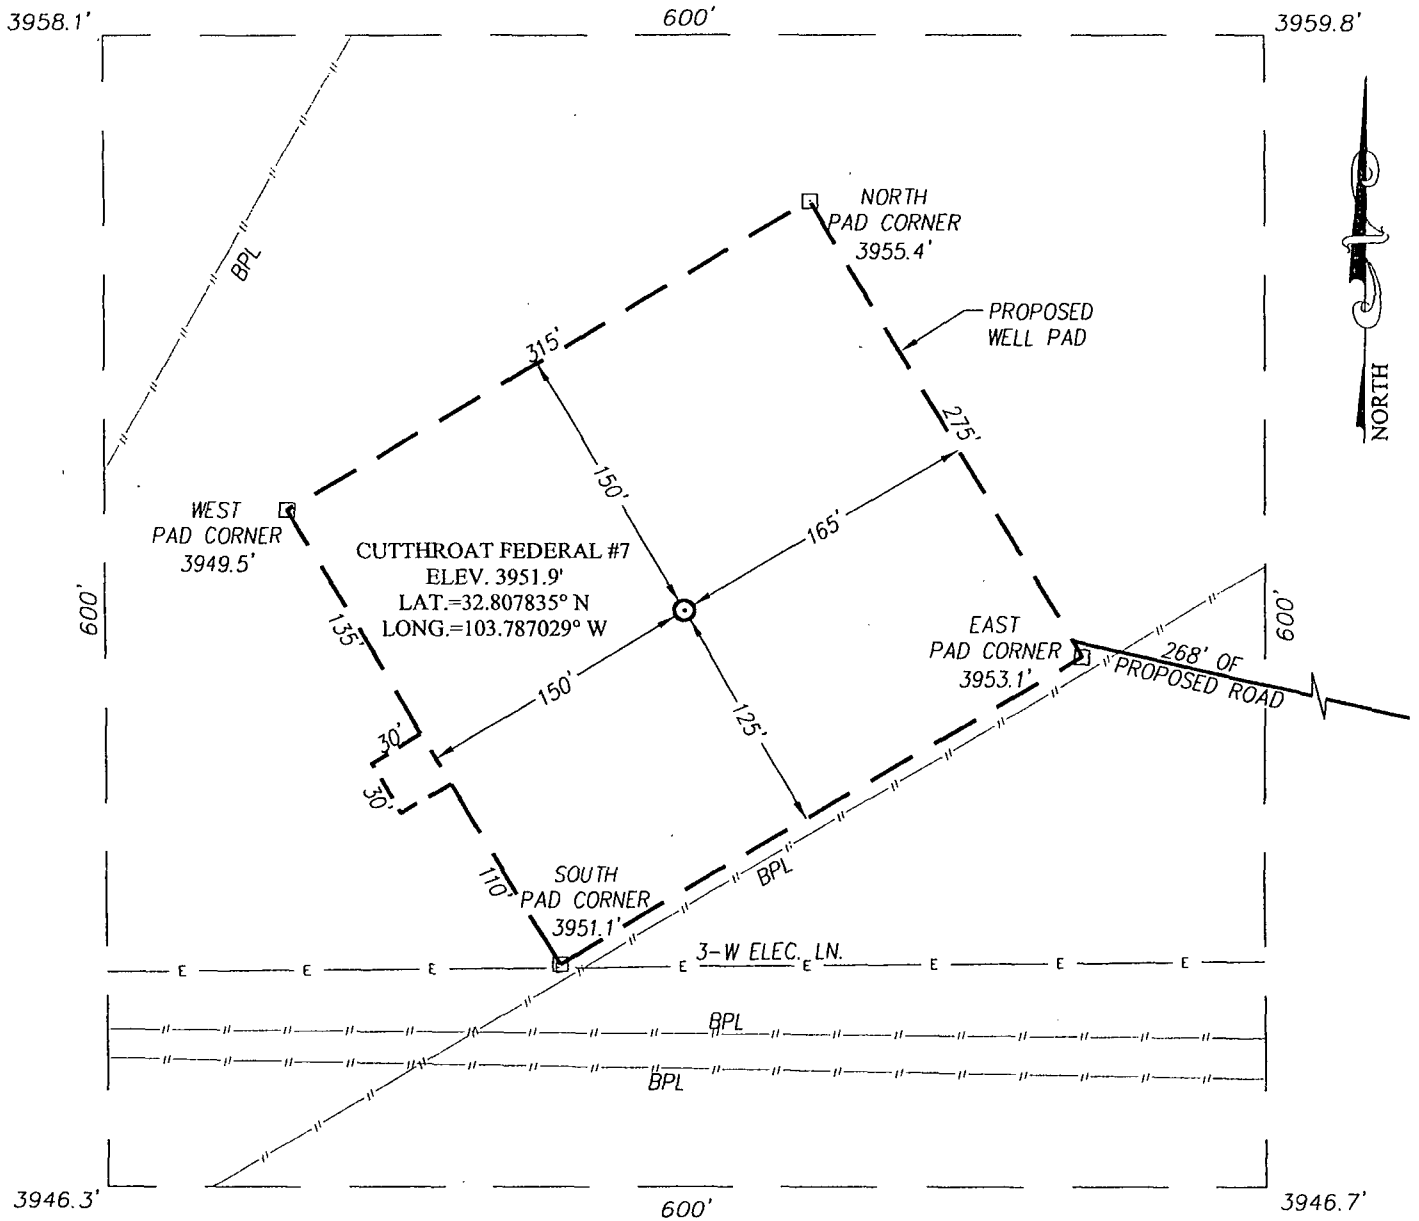 3958.1'
600'
3959.8'
BPL
NORTH
PAD CORNER
3955.4'
PROPOSED
WELL PAD
NORTH
315'
275'
150'
WEST
PAD CORNER
3949.5'
165'
CUTTHROAT FEDERAL #7
ELEV. 3951.9'
LAT.=32.807835° N
LONG.=103.787029° W
600'
135'
600'
EAST
PAD CORNER
3953.1'
268' OF
PROPOSED ROAD
150'
125'
30'
30'
110'
SOUTH
PAD CORNER
3951.1'
BPL
3-W ELEC. LN.
E E E E E E E E E
BPL
BPL
3946.3'
600'
3946.7'